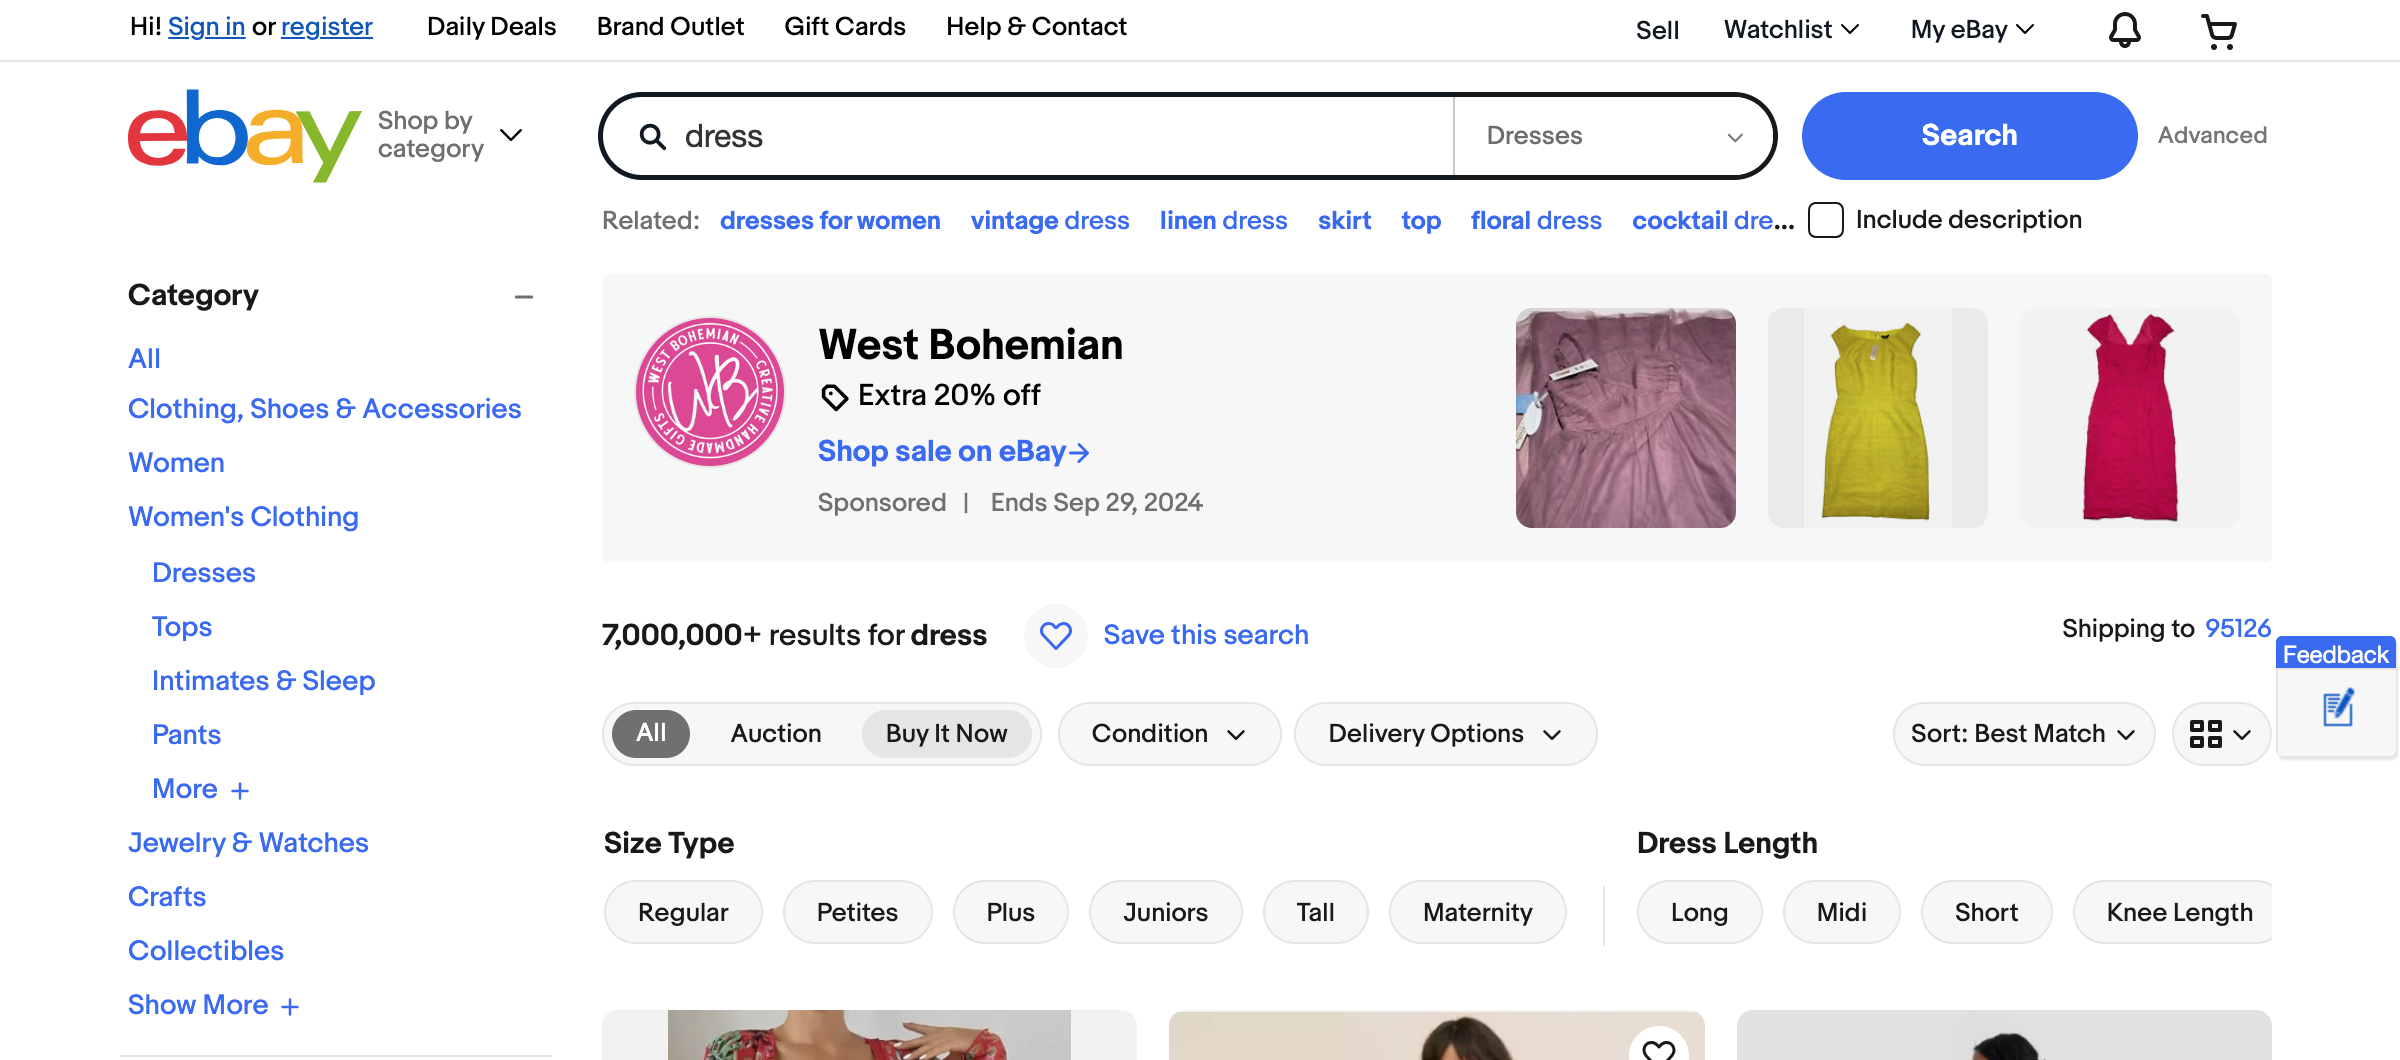 Hi! Sign in or register
Daily Deals
Brand Outlet
Gift Cards
Help & Contact
Sell
Watchlist
My eBay
ebay
Shop by
category
dress
Dresses
Search
Advanced
Related:
dresses for women
vintage dress
linen dress
skirt
top
floral dress
cocktail dre...
Include description
Category
All
Clothing, Shoes & Accessories
Women
Women's Clothing
Dresses
Tops
Intimates & Sleep
Pants
More +
Jewelry & Watches
Crafts
Collectibles
Show More +
WEST BOHEMIAN
CREATIVE HANDMADE GIFTS
WB
West Bohemian
Extra 20% off
Shop sale on eBay→
Sponsored | Ends Sep 29, 2024
7,000,000+ results for dress
Save this search
Shipping to 95126
Feedback
All
Auction
Buy It Now
Condition
Delivery Options
Sort: Best Match
Size Type
Regular
Petites
Plus
Juniors
Tall
Maternity
Dress Length
Long
Midi
Short
Knee Length